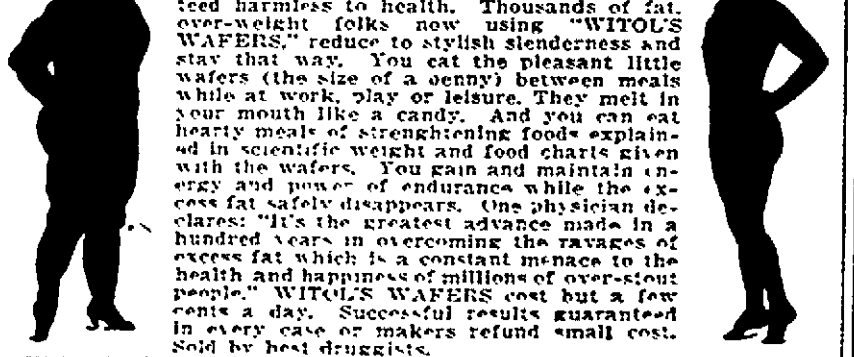 teed harmless to health. Thousands of fat,
over-weight folks now using "WITOL'S
WAFERS," reduce to stylish slenderness and
stay that way. You eat the pleasant little
wafers (the size of a penny) between meals
while at work, play or leisure. They melt in
your mouth like a candy. And you can eat
hearty meals of strenghtening foods explain-
ed in scientific weight and food charts given
with the wafers. You gain and maintain en-
ergy and power of endurance while the ex-
cess fat safely disappears. One physician de-
clares: "It's the greatest advance made in a
hundred years in overcoming the ravages of
excess fat which is a constant menace to the
health and happiness of millions of over-stout
people." WITOL'S WAFERS cost but a few
cents a day. Successful results guaranteed
in every case or makers refund small cost.
Sold by best druggists.